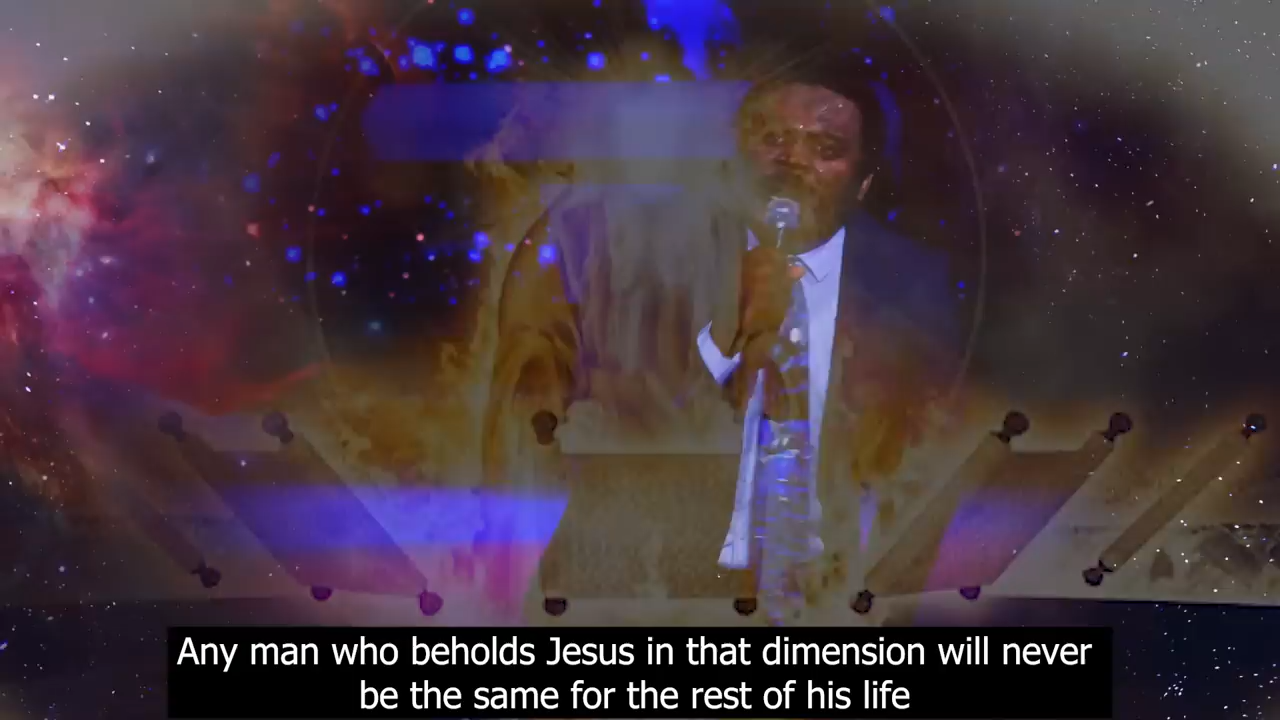 Any man who beholds Jesus in that dimension will never
be the same for the rest of his life